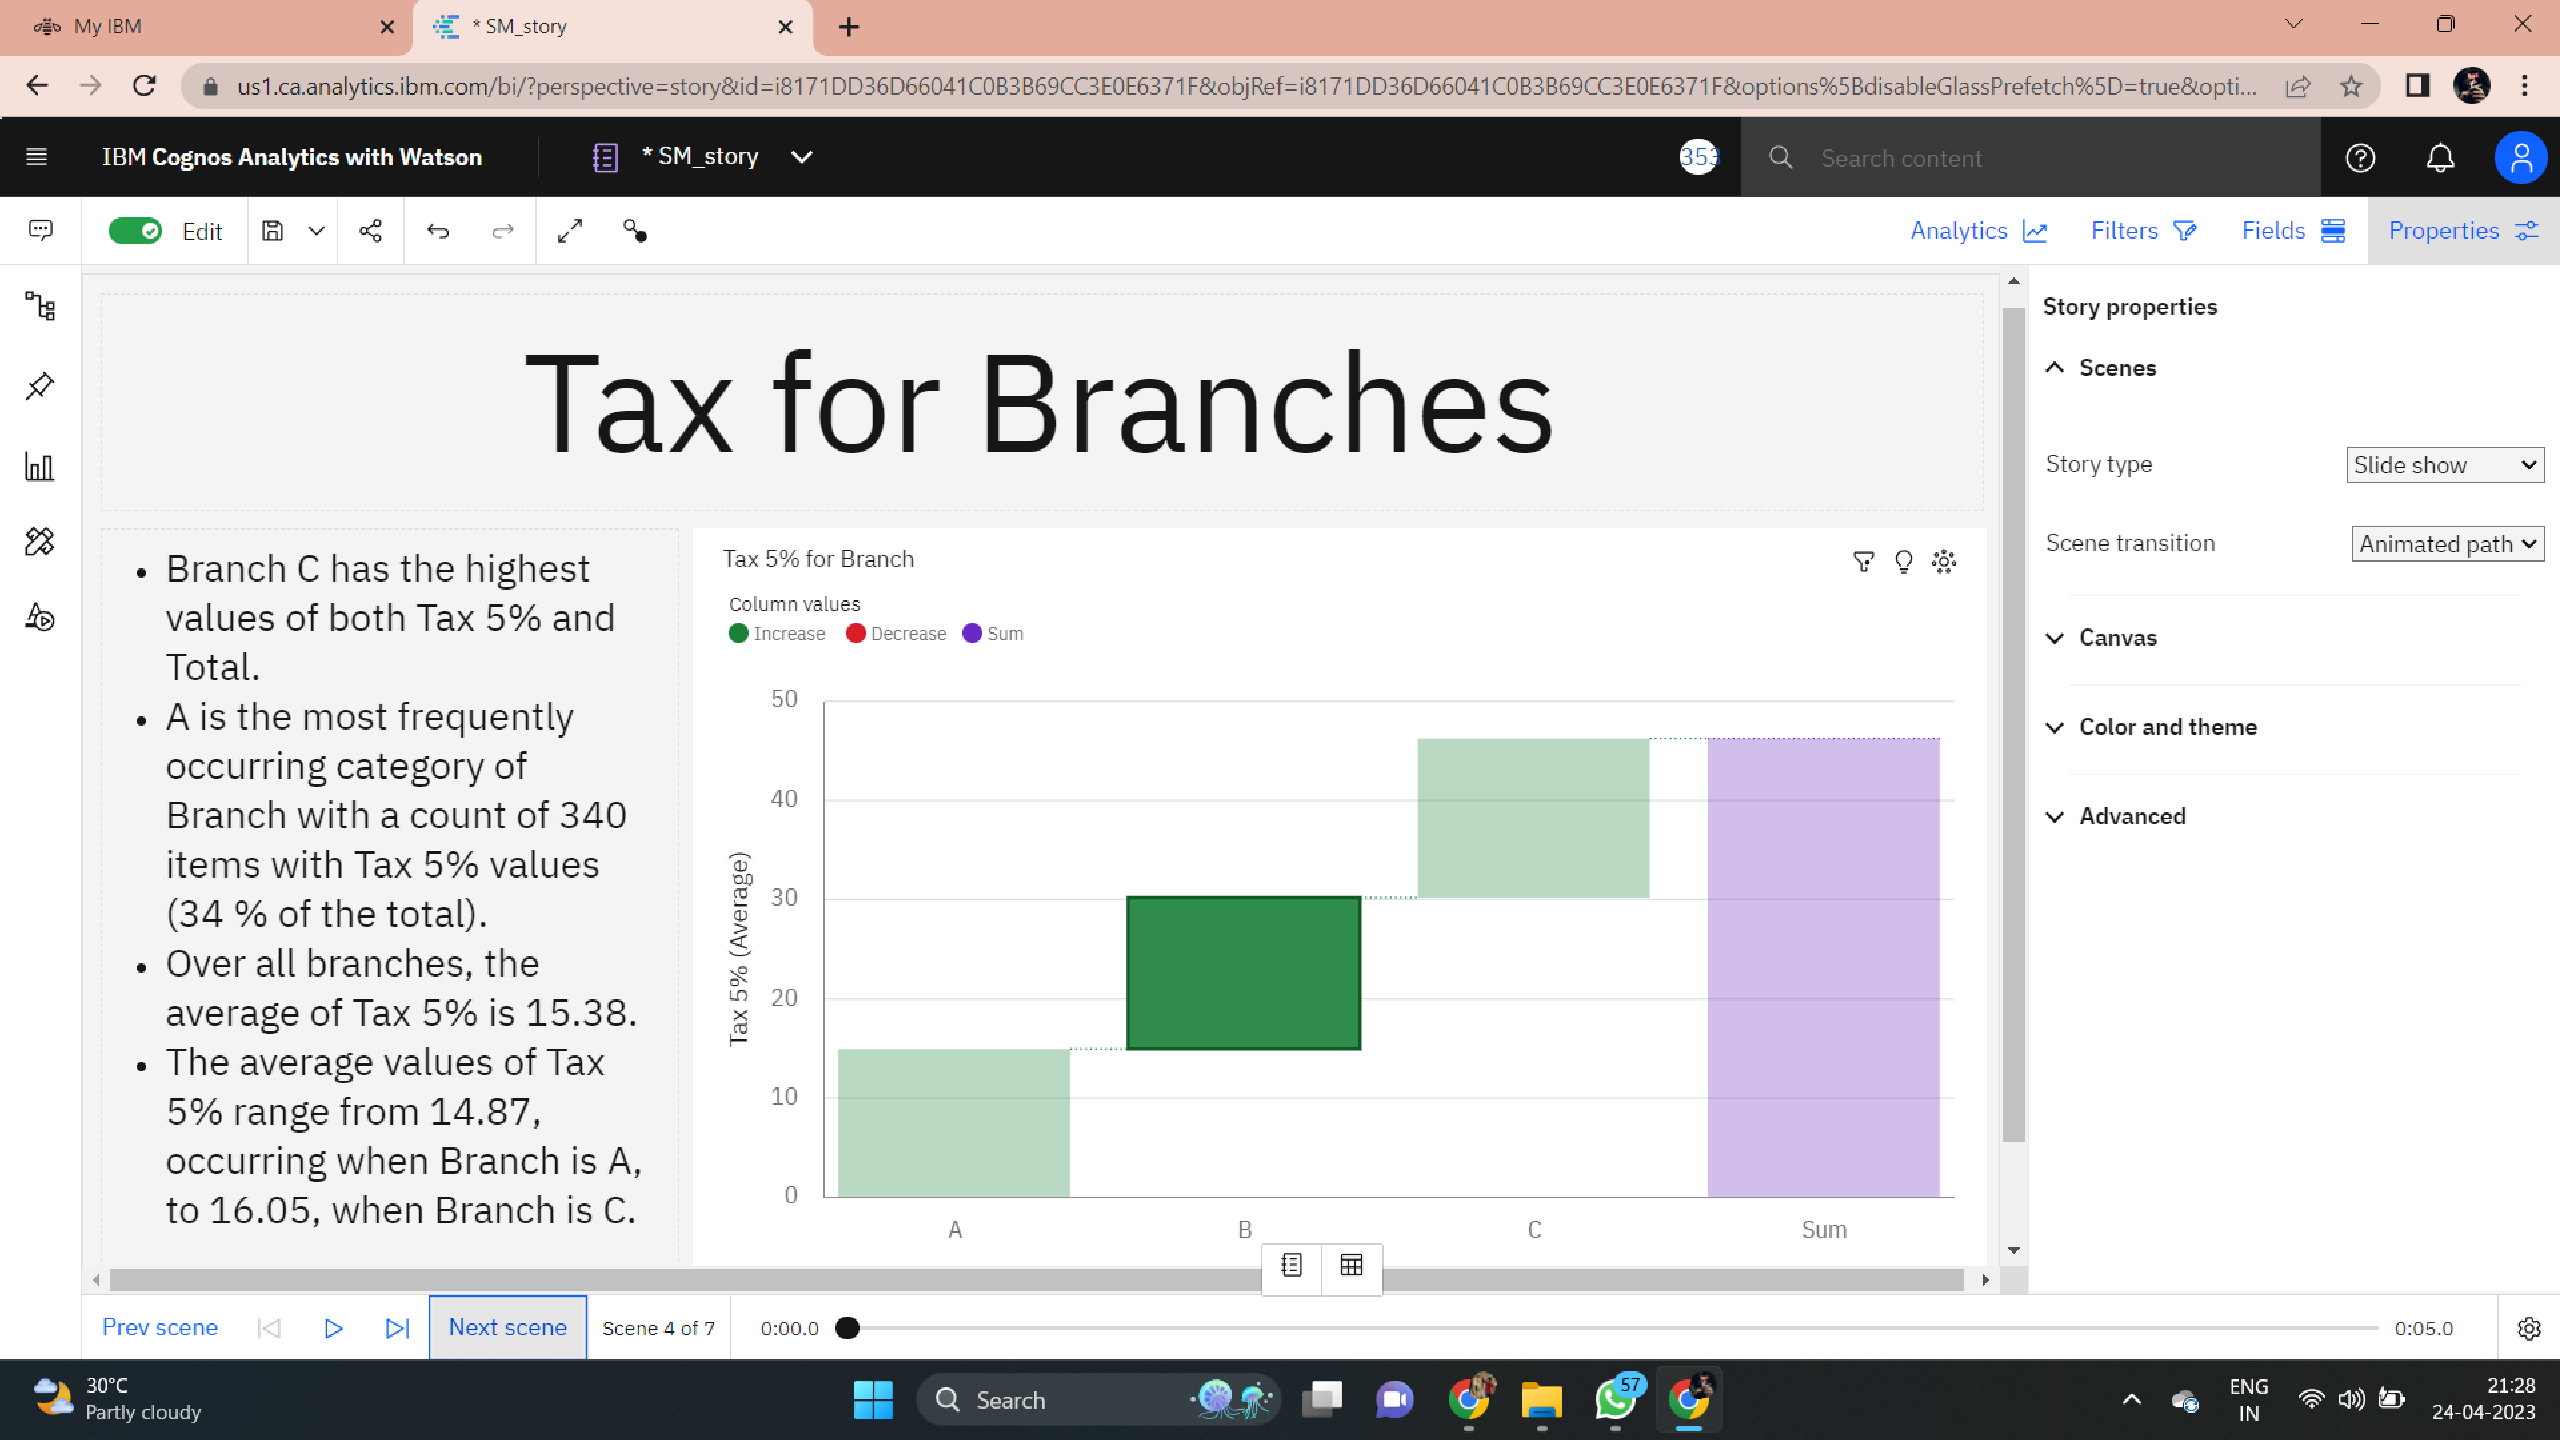 My IBM
* SM_story
us1.ca.analytics.ibm.com/bi/?perspective=story&id=i8171DD36D66041C0B3B69CC3E0E6371F&objRef=i8171DD36D66041C0B3B69CC3E0E6371F&options%5BdisableGlassPrefetch%5D=true&opti...
IBM Cognos Analytics with Watson
* SM_story
353
Search content
Edit
Analytics
Filters
Fields
Properties
Tax for Branches
• Branch C has the highest
values of both Tax 5% and
Total.
• A is the most frequently
occurring category of
Branch with a count of 340
items with Tax 5% values
(34 % of the total).
• Over all branches, the
average of Tax 5% is 15.38.
• The average values of Tax
5% range from 14.87,
occurring when Branch is A,
to 16.05, when Branch is C.
Tax 5% for Branch
Column values
Increase Decrease Sum
Tax 5% (Average)
50
40
30
20
10
0
A B C Sum
Story properties
Scenes
Story type Slide show
Scene transition Animated path
Canvas
Color and theme
Advanced
Prev scene
Next scene
Scene 4 of 7
0:00.0
0:05.0
30°C
Partly cloudy
Search
57
ENG
IN
21:28
24-04-2023